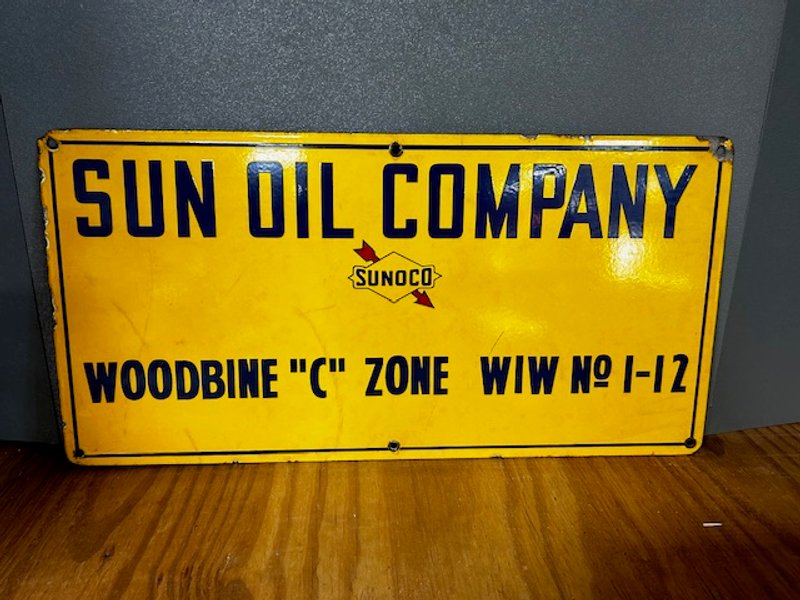 SUN OIL COMPANY
SUNOCO
WOODBINE "C" ZONE WIW Nº 1-12